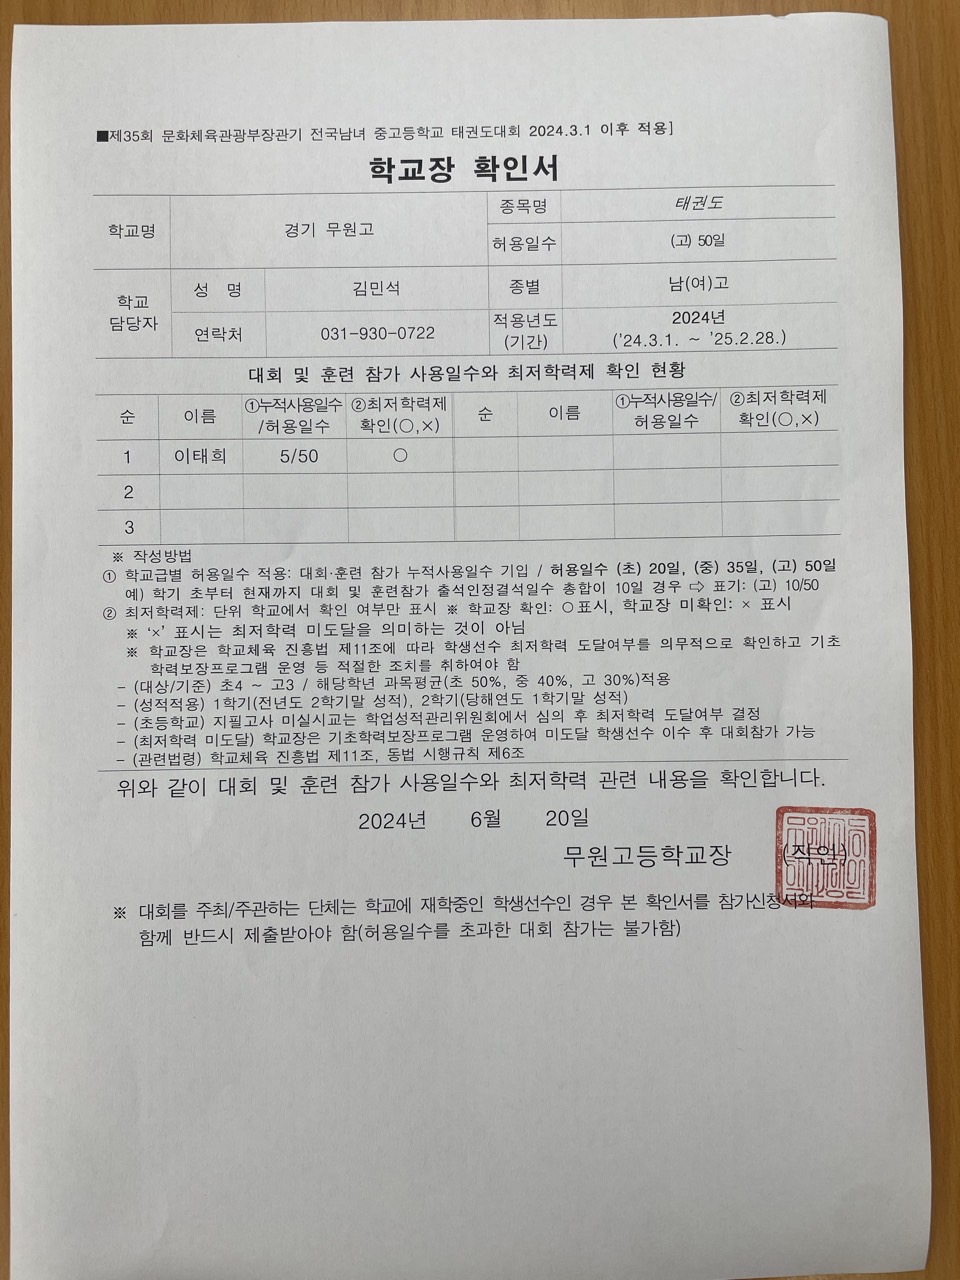 ■제35회 문화체육관광부장관기 전국남녀 중고등학교 태권도대회 2024.3.1 이후 적용]
학교장 확인서
학교명 경기 무원고 종목명 태권도
허용일수 (고) 50일
학교 담당자 성 명 김민석 종별 남(여)고
연락처 031-930-0722 적용년도 (기간) 2024년 ('24.3.1. ~ '25.2.28.)
대회 및 훈련 참가 사용일수와 최저학력제 확인 현황
순 이름 ①누적사용일수 /허용일수 ②최저학력제 확인(○,×) 순 이름 ①누적사용일수/ 허용일수 ②최저학력제 확인(○,×)
1 이태희 5/50 ○
2
3
※ 작성방법
① 학교급별 허용일수 적용: 대회·훈련 참가 누적사용일수 기입 / 허용일수 (초) 20일, (중) 35일, (고) 50일
예) 학기 초부터 현재까지 대회 및 훈련참가 출석인정결석일수 총합이 10일 경우 ⇨ 표기: (고) 10/50
② 최저학력제: 단위 학교에서 확인 여부만 표시 ※ 학교장 확인: ○표시, 학교장 미확인: × 표시
※ '×' 표시는 최저학력 미도달을 의미하는 것이 아님
※ 학교장은 학교체육 진흥법 제11조에 따라 학생선수 최저학력 도달여부를 의무적으로 확인하고 기초
학력보장프로그램 운영 등 적절한 조치를 취하여야 함
- (대상/기준) 초4 ~ 고3 / 해당학년 과목평균(초 50%, 중 40%, 고 30%)적용
- (성적적용) 1학기(전년도 2학기말 성적), 2학기(당해연도 1학기말 성적)
- (초등학교) 지필고사 미실시교는 학업성적관리위원회에서 심의 후 최저학력 도달여부 결정
- (최저학력 미도달) 학교장은 기초학력보장프로그램 운영하여 미도달 학생선수 이수 후 대회참가 가능
- (관련법령) 학교체육 진흥법 제11조, 동법 시행규칙 제6조
위와 같이 대회 및 훈련 참가 사용일수와 최저학력 관련 내용을 확인합니다.
2024년 6월 20일
무원고등학교장 (직인)
※ 대회를 주최/주관하는 단체는 학교에 재학중인 학생선수인 경우 본 확인서를 참가신청서와
함께 반드시 제출받아야 함(허용일수를 초과한 대회 참가는 불가함)